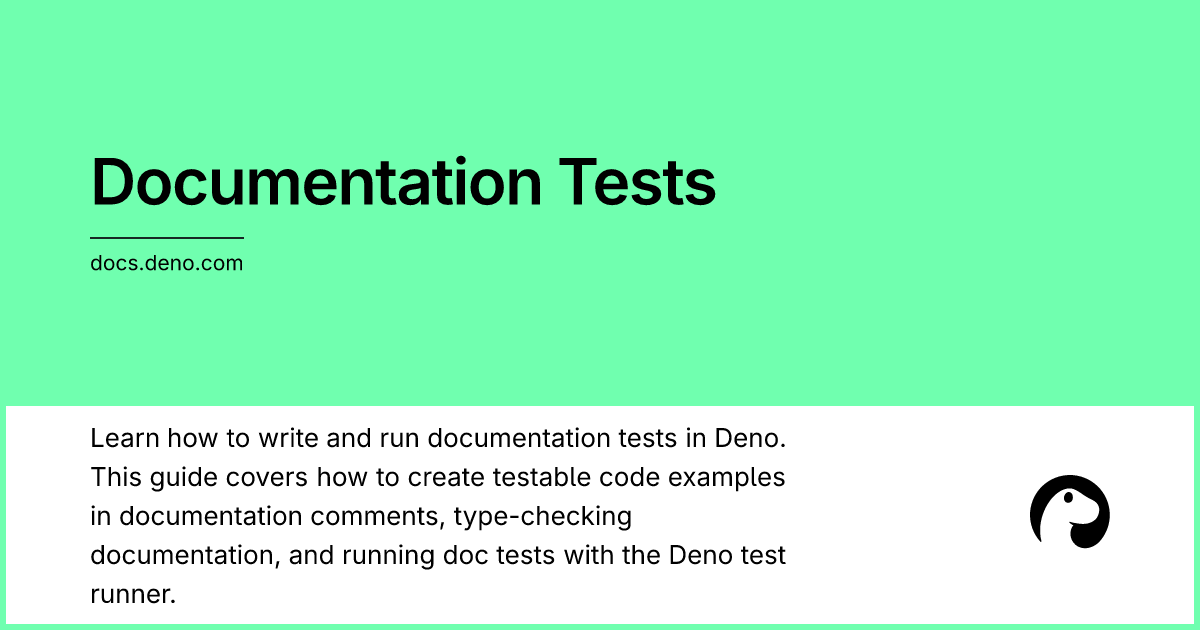 Documentation Tests
docs.deno.com
Learn how to write and run documentation tests in Deno.
This guide covers how to create testable code examples
in documentation comments, type-checking
documentation, and running doc tests with the Deno test
runner.